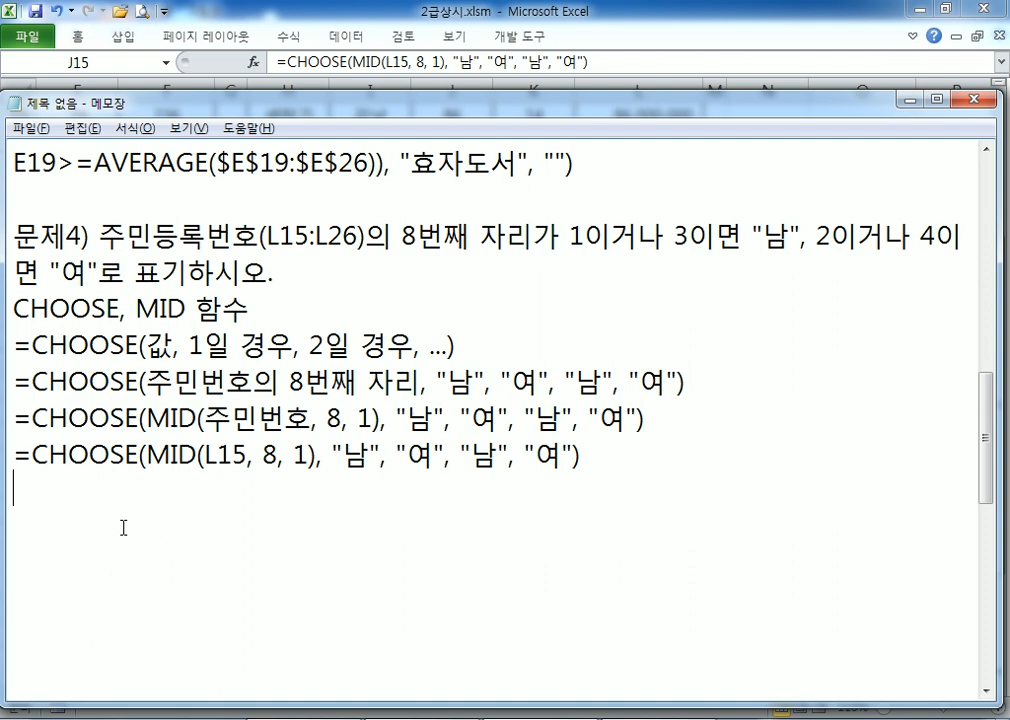 2급상시.xlsm - Microsoft Excel
파일 홈 삽입 페이지 레이아웃 수식 데이터 검토 보기 개발 도구
J15 fx =CHOOSE(MID(L15, 8, 1), "남", "여", "남", "여")
제목 없음 - 메모장
파일(F) 편집(E) 서식(O) 보기(V) 도움말(H)
E19>=AVERAGE($E$19:$E$26)), "효자도서", "")
문제4) 주민등록번호(L15:L26)의 8번째 자리가 1이거나 3이면 "남", 2이거나 4이
면 "여"로 표기하시오.
CHOOSE, MID 함수
=CHOOSE(값, 1일 경우, 2일 경우, ...)
=CHOOSE(주민번호의 8번째 자리, "남", "여", "남", "여")
=CHOOSE(MID(주민번호, 8, 1), "남", "여", "남", "여")
=CHOOSE(MID(L15, 8, 1), "남", "여", "남", "여")